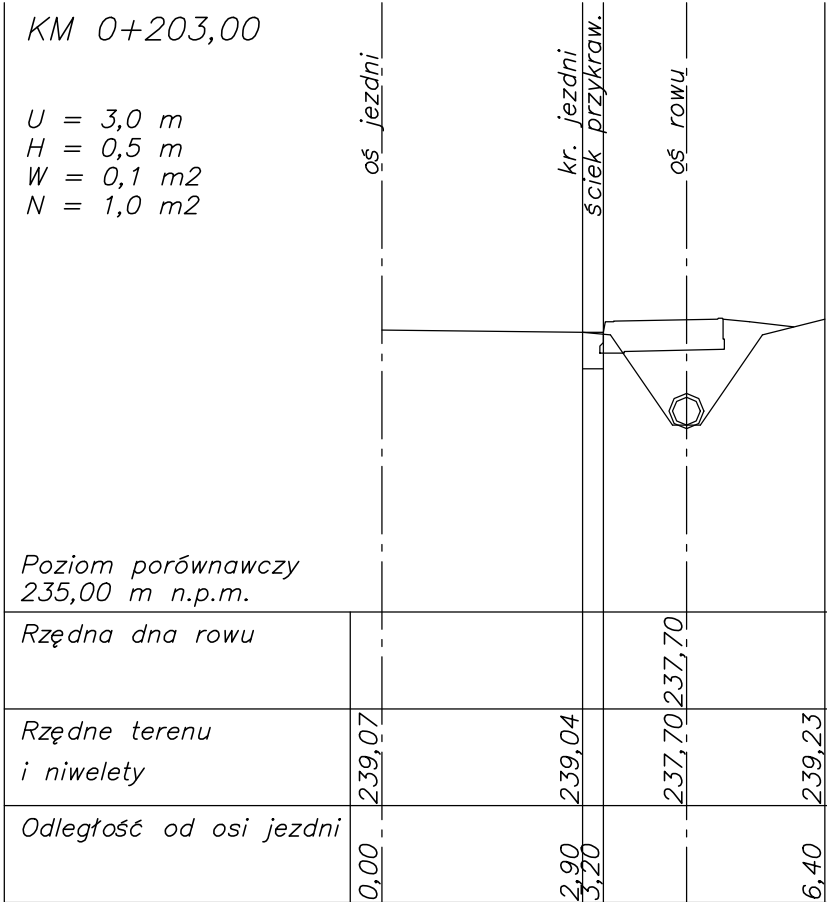 KM 0+203,00
U = 3,0 m
H = 0,5 m
W = 0,1 m2
N = 1,0 m2
oś jezdni
kr. jezdni
ściek przykraw.
oś rowu
Poziom porównawczy
235,00 m n.p.m.
Rzędna dna rowu
237,70
Rzędne terenu
i niwelety
239,07
239,04
237,70
239,23
Odległość od osi jezdni
0,00
2,90
3,20
6,40